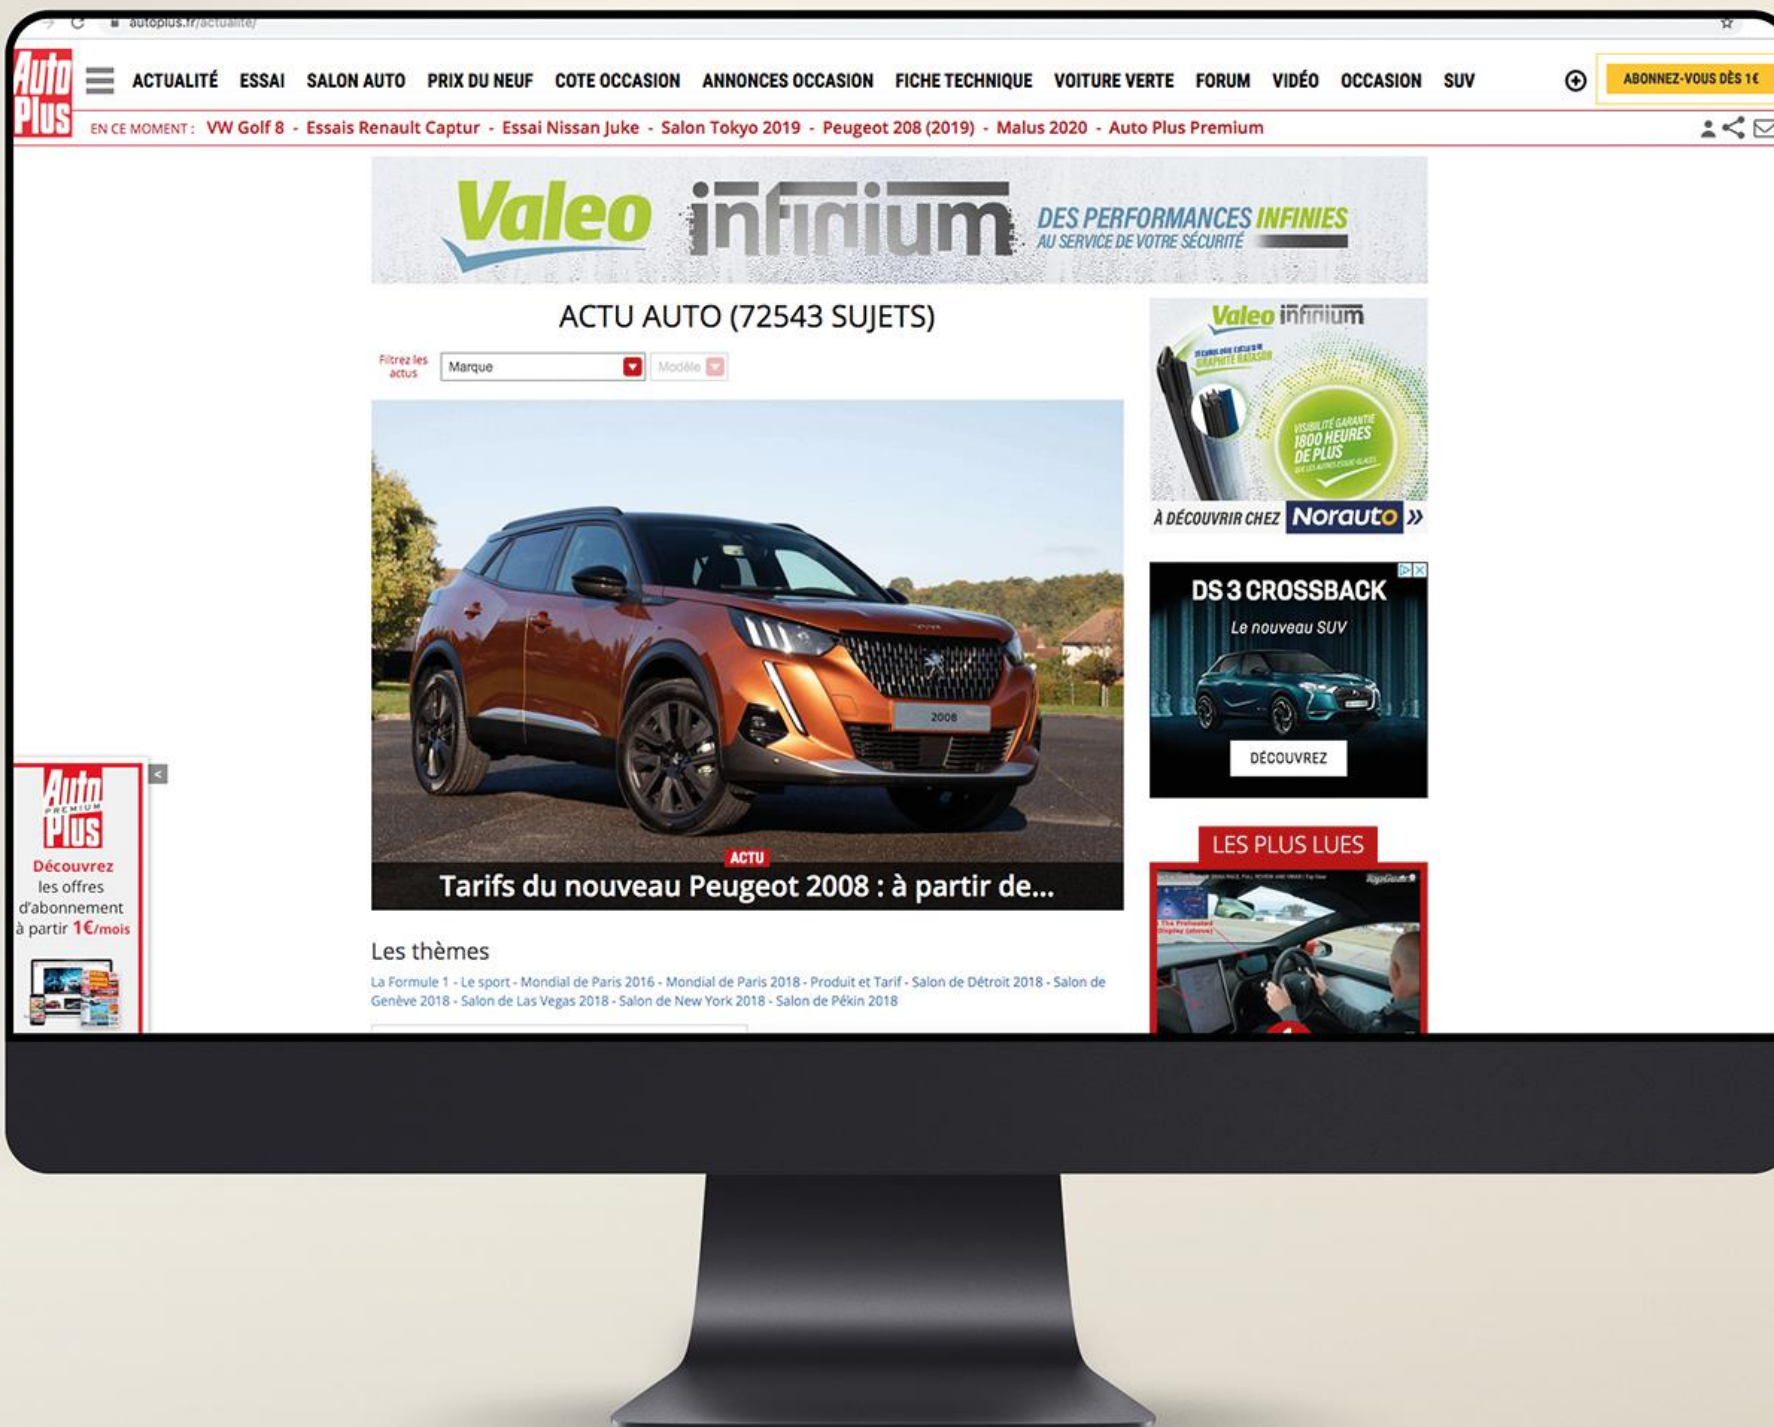 autoplus.fr/actualite/
Auto
Plus
ACTUALITÉ ESSAI SALON AUTO PRIX DU NEUF COTE OCCASION ANNONCES OCCASION FICHE TECHNIQUE VOITURE VERTE FORUM VIDÉO OCCASION SUV
ABONNEZ-VOUS DÈS 1€
EN CE MOMENT : VW Golf 8 - Essais Renault Captur - Essai Nissan Juke - Salon Tokyo 2019 - Peugeot 208 (2019) - Malus 2020 - Auto Plus Premium
Valeo infinium
DES PERFORMANCES INFINIES
AU SERVICE DE VOTRE SÉCURITÉ
ACTU AUTO (72543 SUJETS)
Filtrez les
actus
Marque
Modèle
2008
ACTU
Tarifs du nouveau Peugeot 2008 : à partir de...
Les thèmes
La Formule 1 - Le sport - Mondial de Paris 2016 - Mondial de Paris 2018 - Produit et Tarif - Salon de Détroit 2018 - Salon de
Genève 2018 - Salon de Las Vegas 2018 - Salon de New York 2018 - Salon de Pékin 2018
Valeo infinium
VISIBILITÉ GARANTIE
1800 HEURES
DE PLUS
À DÉCOUVRIR CHEZ Norauto »
DS 3 CROSSBACK
Le nouveau SUV
DÉCOUVREZ
LES PLUS LUES
TopGear
Auto
PREMIUM
Plus
Découvrez
les offres
d'abonnement
à partir 1€/mois